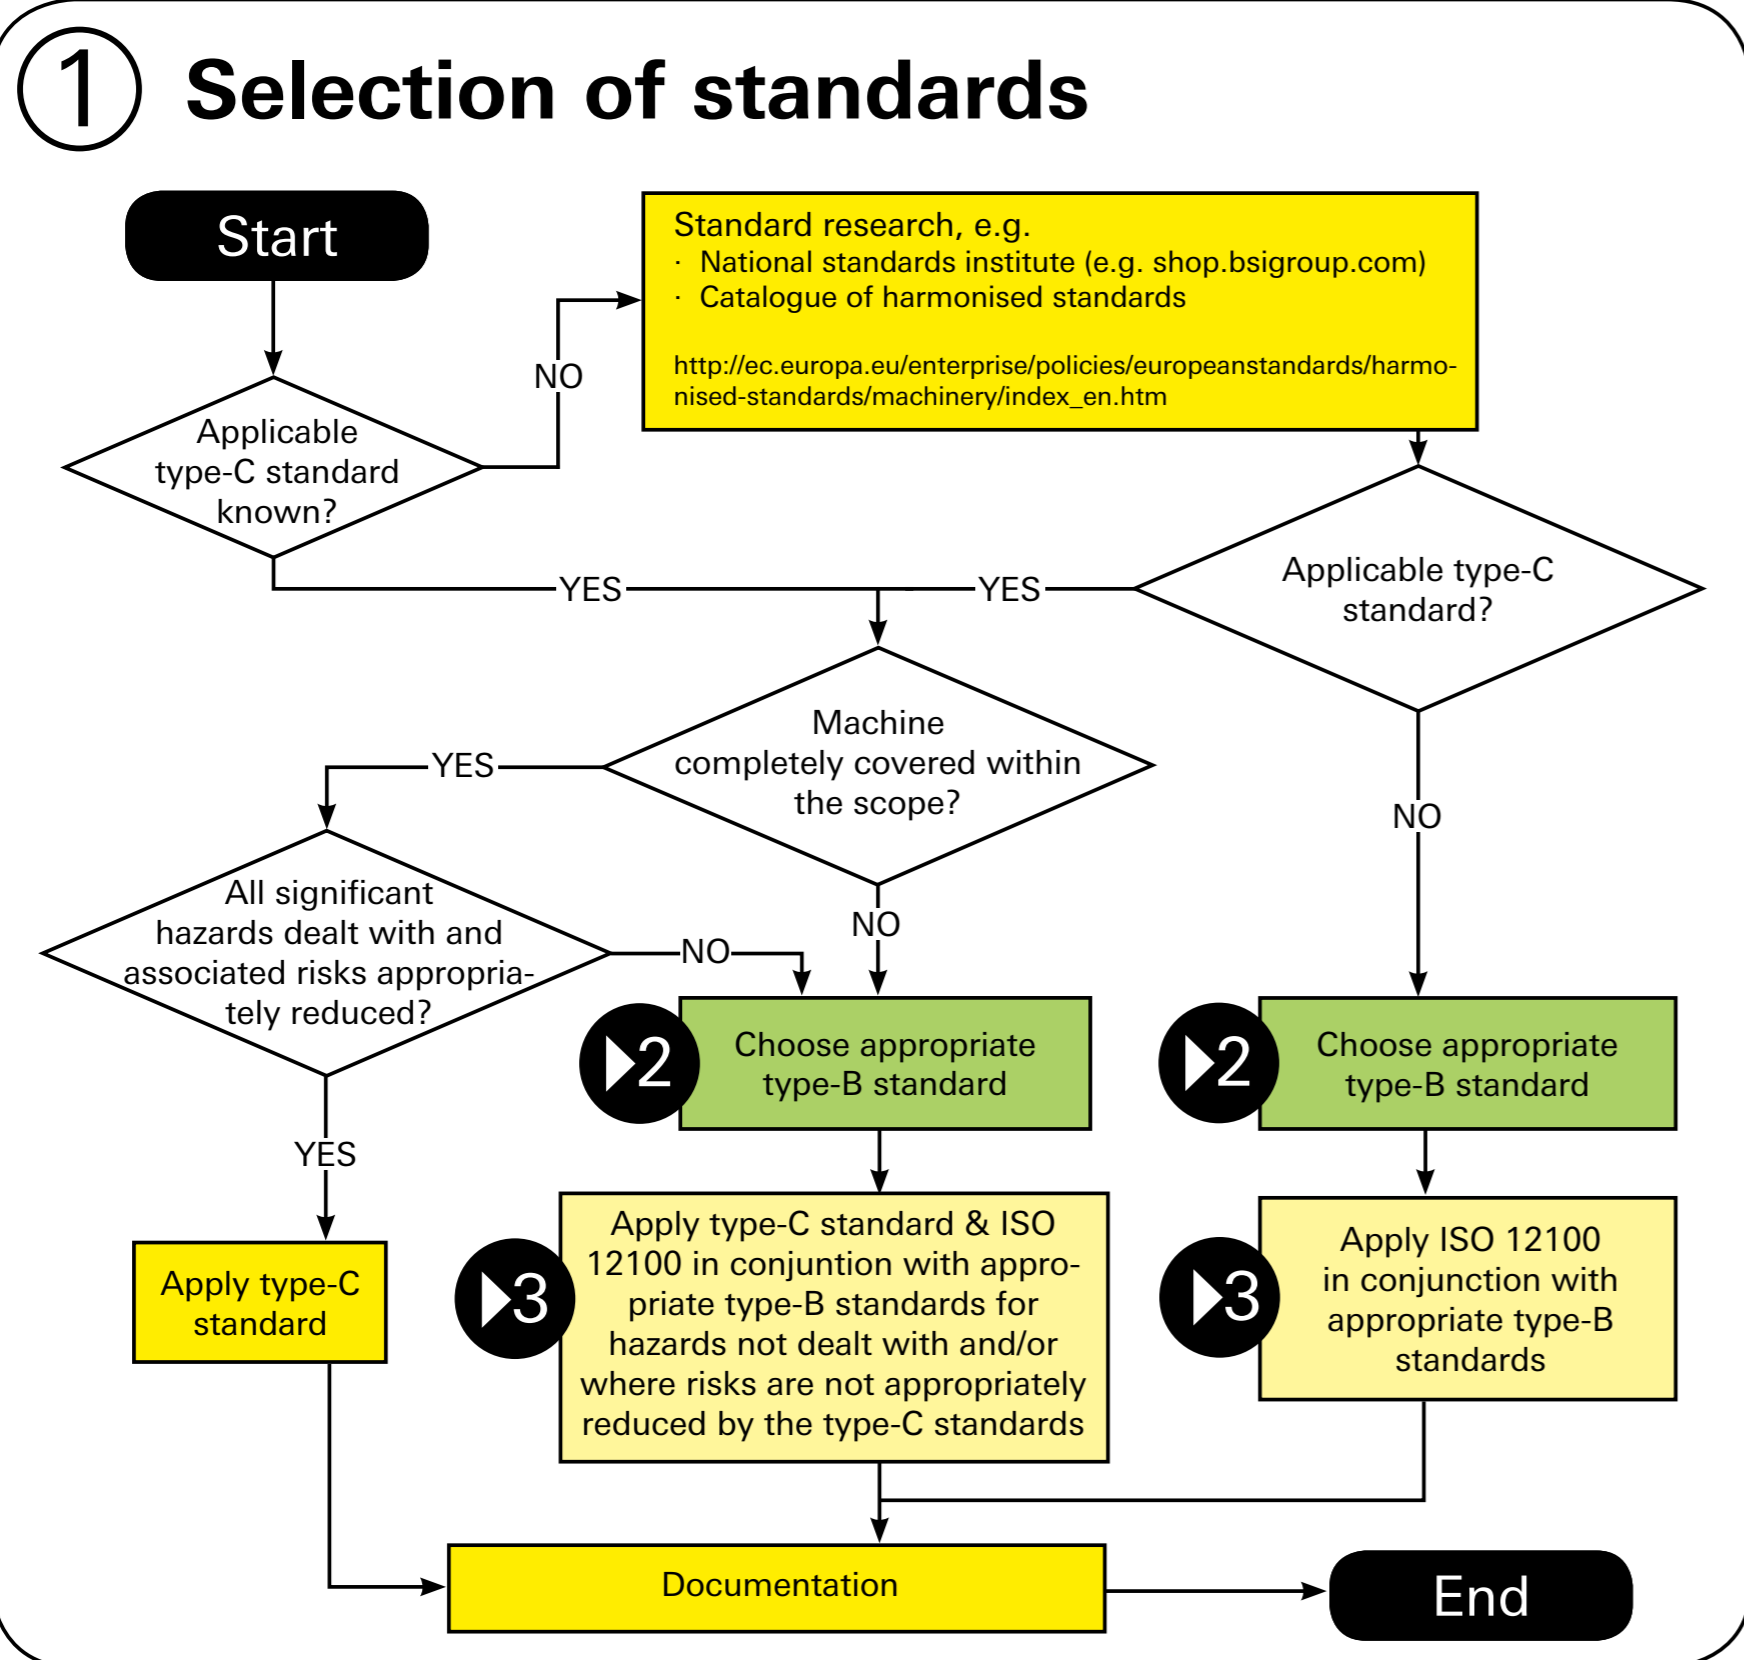 1 Selection of standards
Start
Standard research, e.g.
· National standards institute (e.g. shop.bsigroup.com)
· Catalogue of harmonised standards
http://ec.europa.eu/enterprise/policies/europeanstandards/harmo-
nised-standards/machinery/index_en.htm
NO
Applicable
type-C standard
known?
YES
YES
Applicable type-C
standard?
Machine
completely covered within
the scope?
YES
NO
All significant
hazards dealt with and
associated risks appropria-
tely reduced?
NO
NO
2
Choose appropriate
type-B standard
2
Choose appropriate
type-B standard
YES
Apply type-C
standard
3
Apply type-C standard & ISO
12100 in conjuntion with appro-
priate type-B standards for
hazards not dealt with and/or
where risks are not appropriately
reduced by the type-C standards
3
Apply ISO 12100
in conjunction with
appropriate type-B
standards
Documentation
End